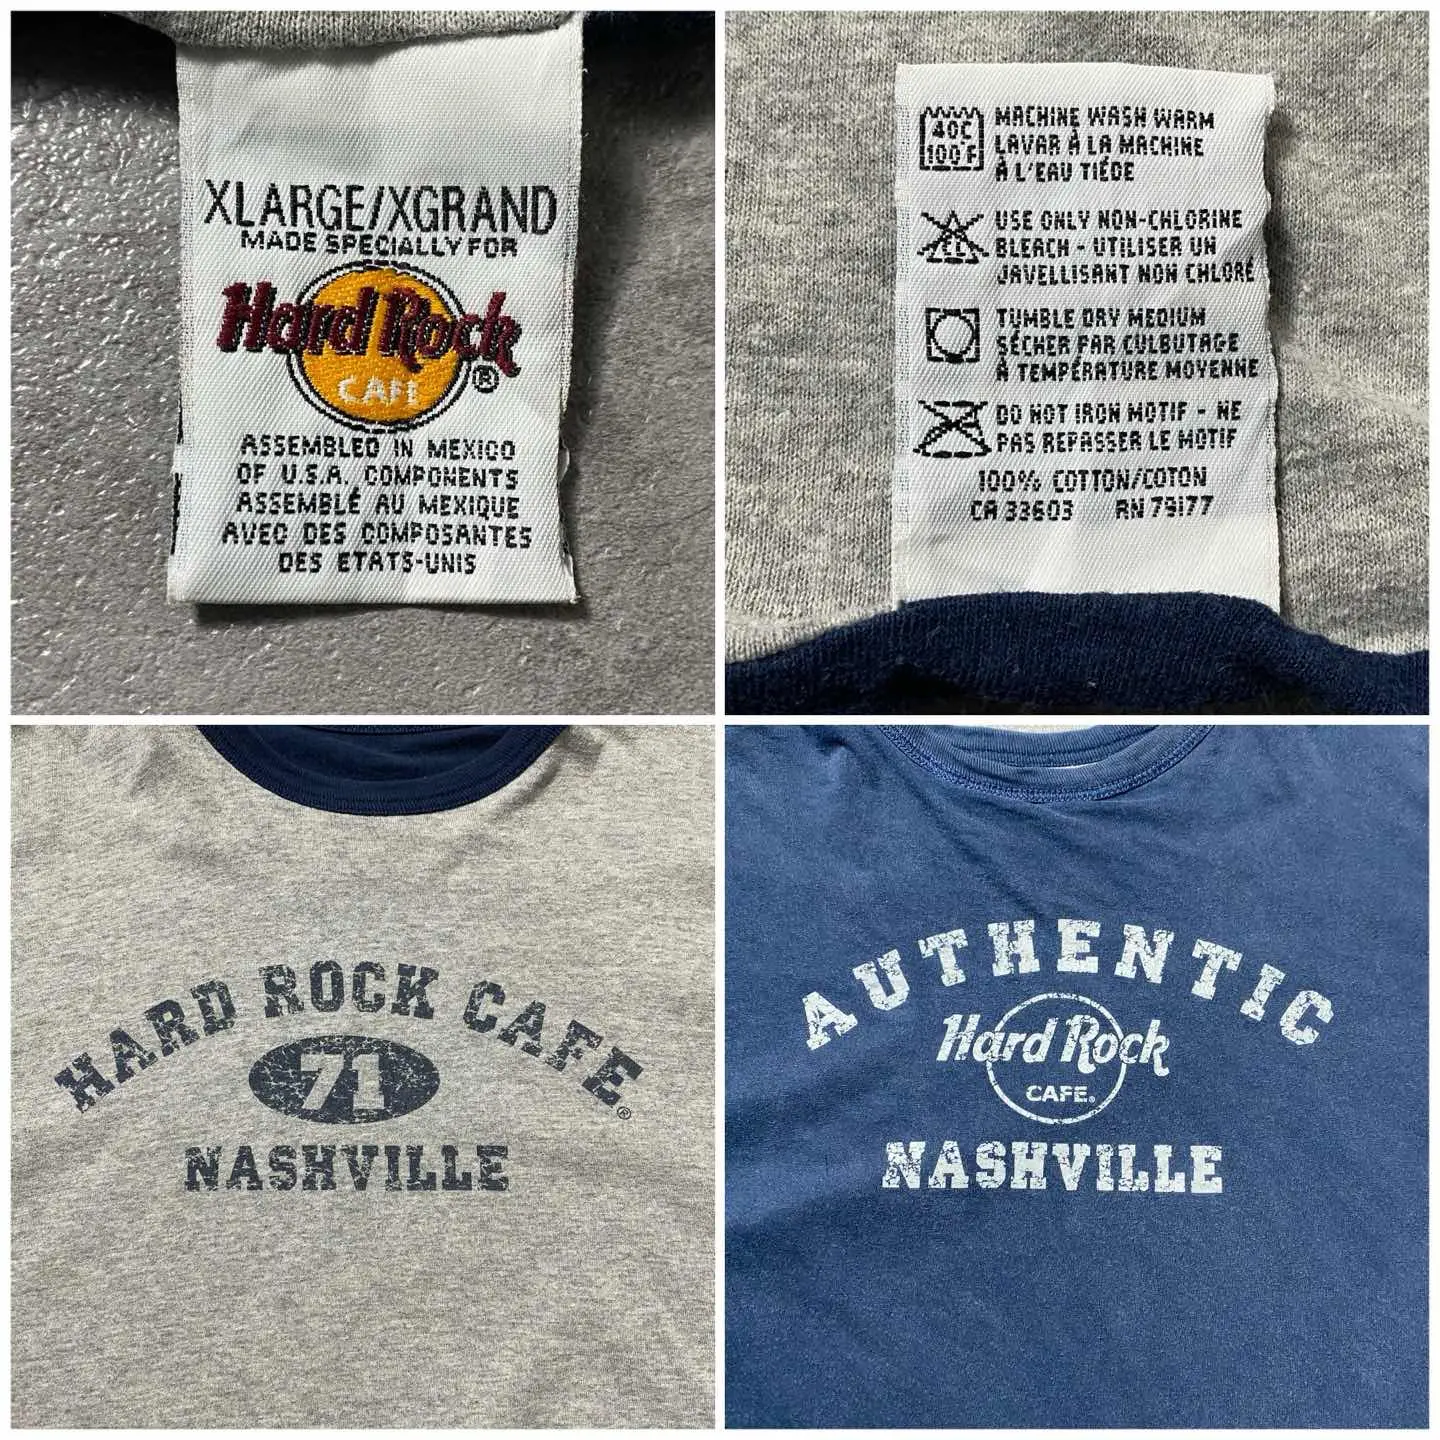 XLARGE/XGRAND
MADE SPECIALLY FOR
Hard Rock
CAFE
®
ASSEMBLED IN MEXICO
OF U.S.A. COMPONENTS
ASSEMBLÉ AU MEXIQUE
AVEC DES COMPOSANTES
DES ETATS-UNIS
40C
100°F
MACHINE WASH WARM
LAVAR À LA MACHINE
À L'EAU TIÉDE
CL
USE ONLY NON-CHLORINE
BLEACH - UTILISER UN
JAVELLISANT NON CHLORÉ
TUMBLE DRY MEDIUM
SÉCHER PAR CULBUTAGE
À TEMPÉRATURE MOYENNE
DO NOT IRON MOTIF - NE
PAS REPASSER LE MOTIF
100% COTTON/COTON
CA 33603 RN 79177
HARD ROCK CAFE®
71
NASHVILLE
AUTHENTIC
Hard Rock
CAFE®
NASHVILLE